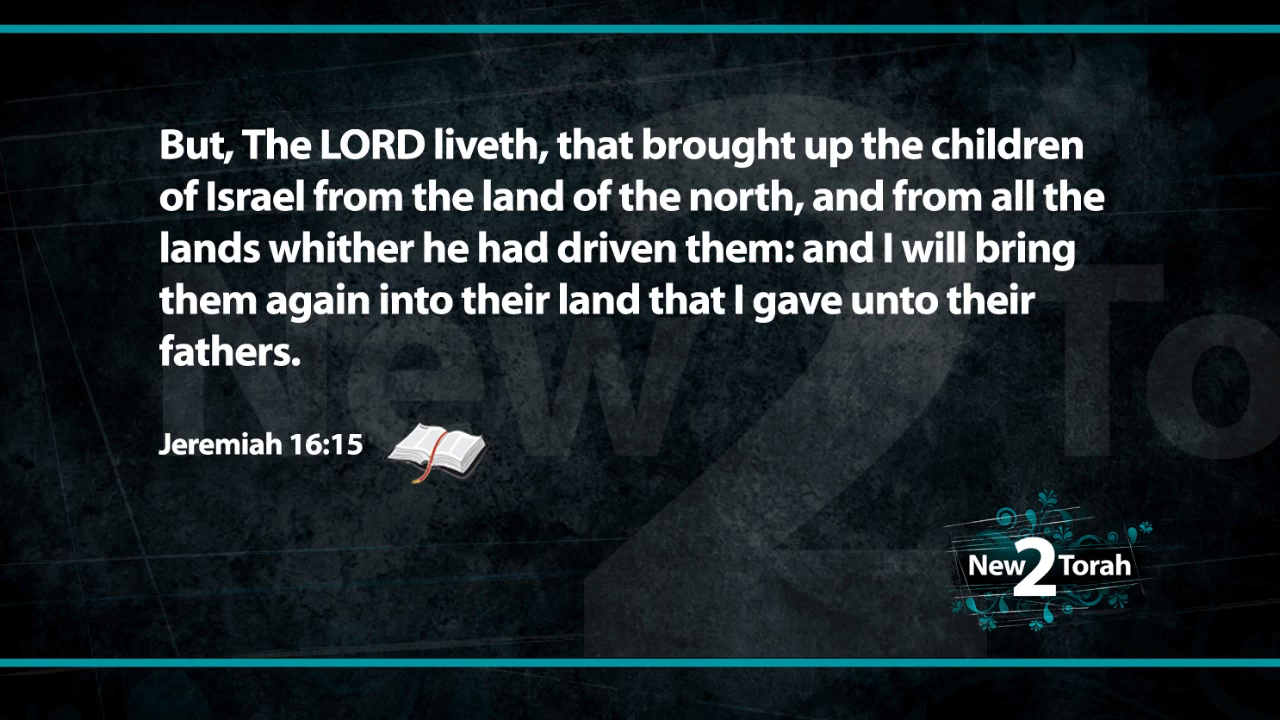 But, The LORD liveth, that brought up the children
of Israel from the land of the north, and from all the
lands whither he had driven them: and I will bring
them again into their land that I gave unto their
fathers.
Jeremiah 16:15
New2Torah
New 2 To